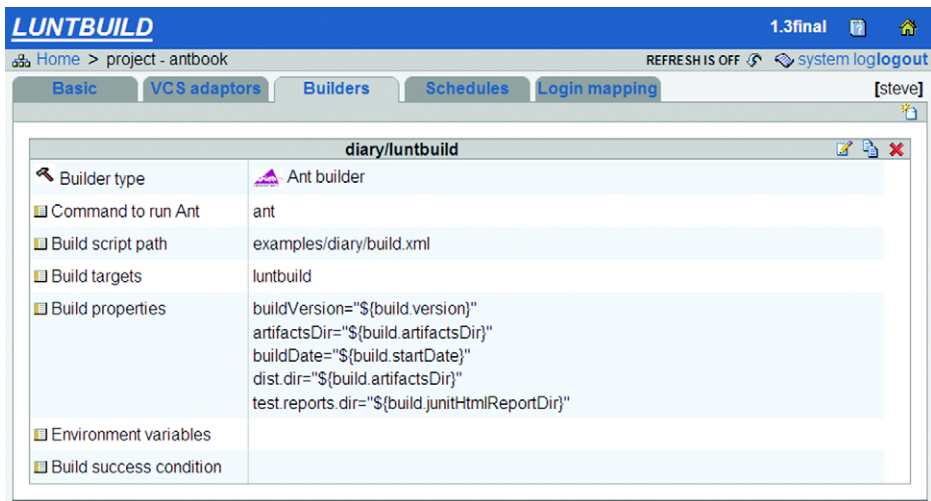 LUNTBUILD 1.3final
Home > project - antbook REFRESH IS OFF system log logout
Basic VCS adaptors Builders Schedules Login mapping [steve]
diary/luntbuild
Builder type Ant builder
Command to run Ant ant
Build script path examples/diary/build.xml
Build targets luntbuild
Build properties buildVersion="${build.version}"
artifactsDir="${build.artifactsDir}"
buildDate="${build.startDate}"
dist.dir="${build.artifactsDir}"
test.reports.dir="${build.junitHtmlReportDir}"
Environment variables
Build success condition